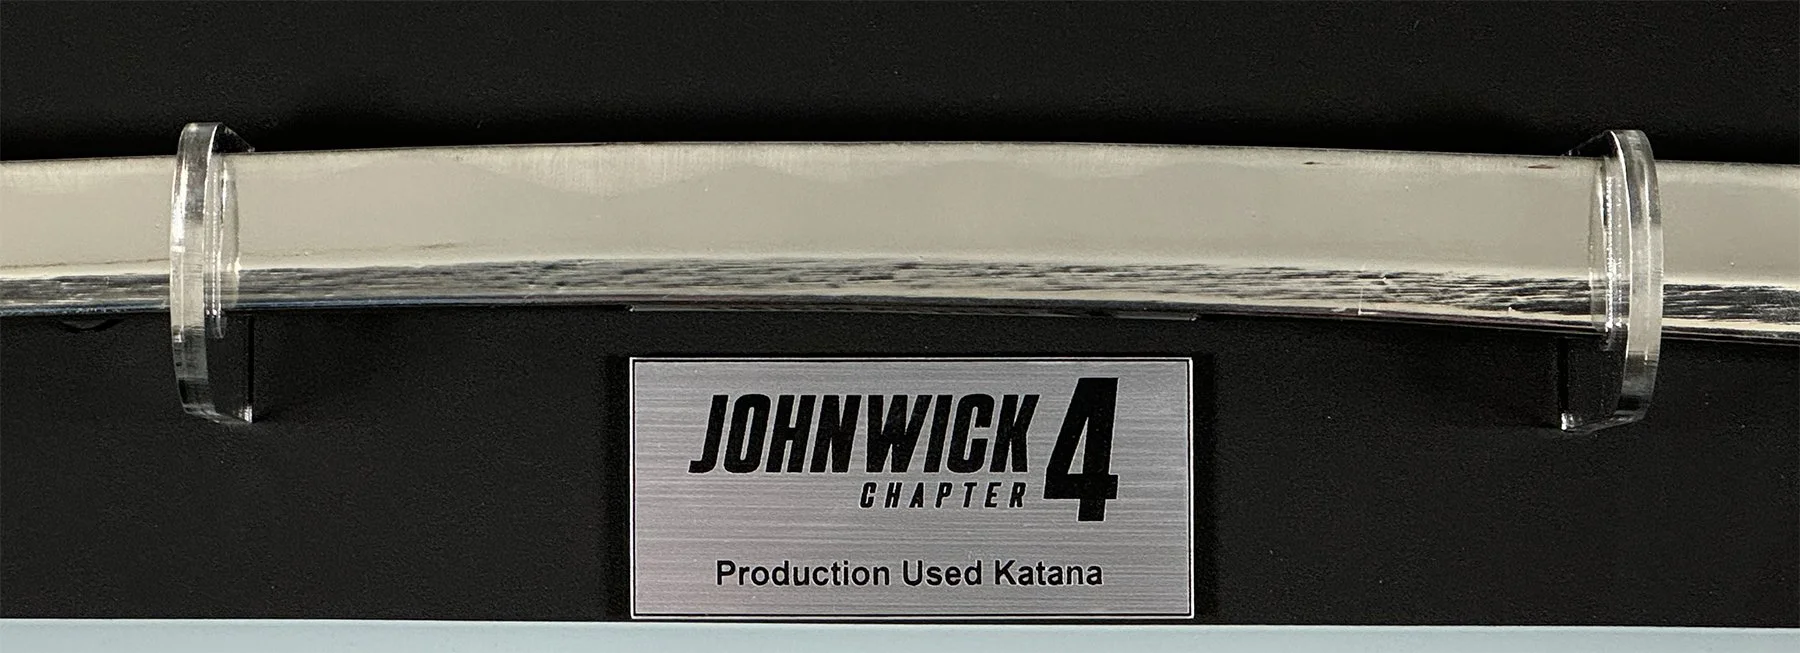 JOHNWICK 4
CHAPTER
Production Used Katana